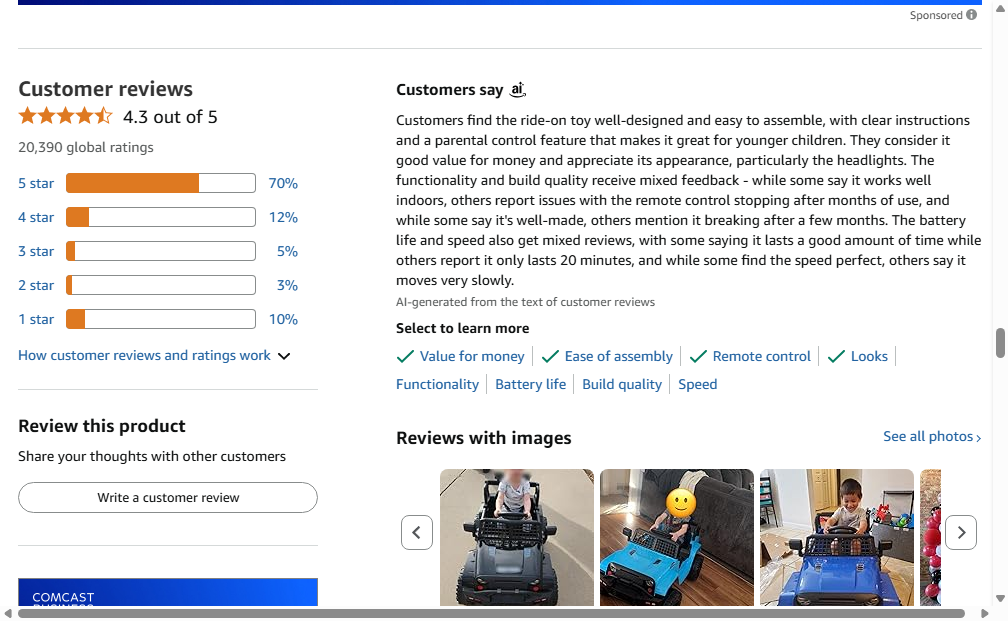 Sponsored
Customer reviews
4.3 out of 5
20,390 global ratings
5 star 70%
4 star 12%
3 star 5%
2 star 3%
1 star 10%
How customer reviews and ratings work
Review this product
Share your thoughts with other customers
Write a customer review
COMCAST
BUSINESS
Customers say ai
Customers find the ride-on toy well-designed and easy to assemble, with clear instructions
and a parental control feature that makes it great for younger children. They consider it
good value for money and appreciate its appearance, particularly the headlights. The
functionality and build quality receive mixed feedback - while some say it works well
indoors, others report issues with the remote control stopping after months of use, and
while some say it's well-made, others mention it breaking after a few months. The battery
life and speed also get mixed reviews, with some saying it lasts a good amount of time while
others report it only lasts 20 minutes, and while some find the speed perfect, others say it
moves very slowly.
AI-generated from the text of customer reviews
Select to learn more
Value for money Ease of assembly Remote control Looks
Functionality Battery life Build quality Speed
Reviews with images
See all photos ›